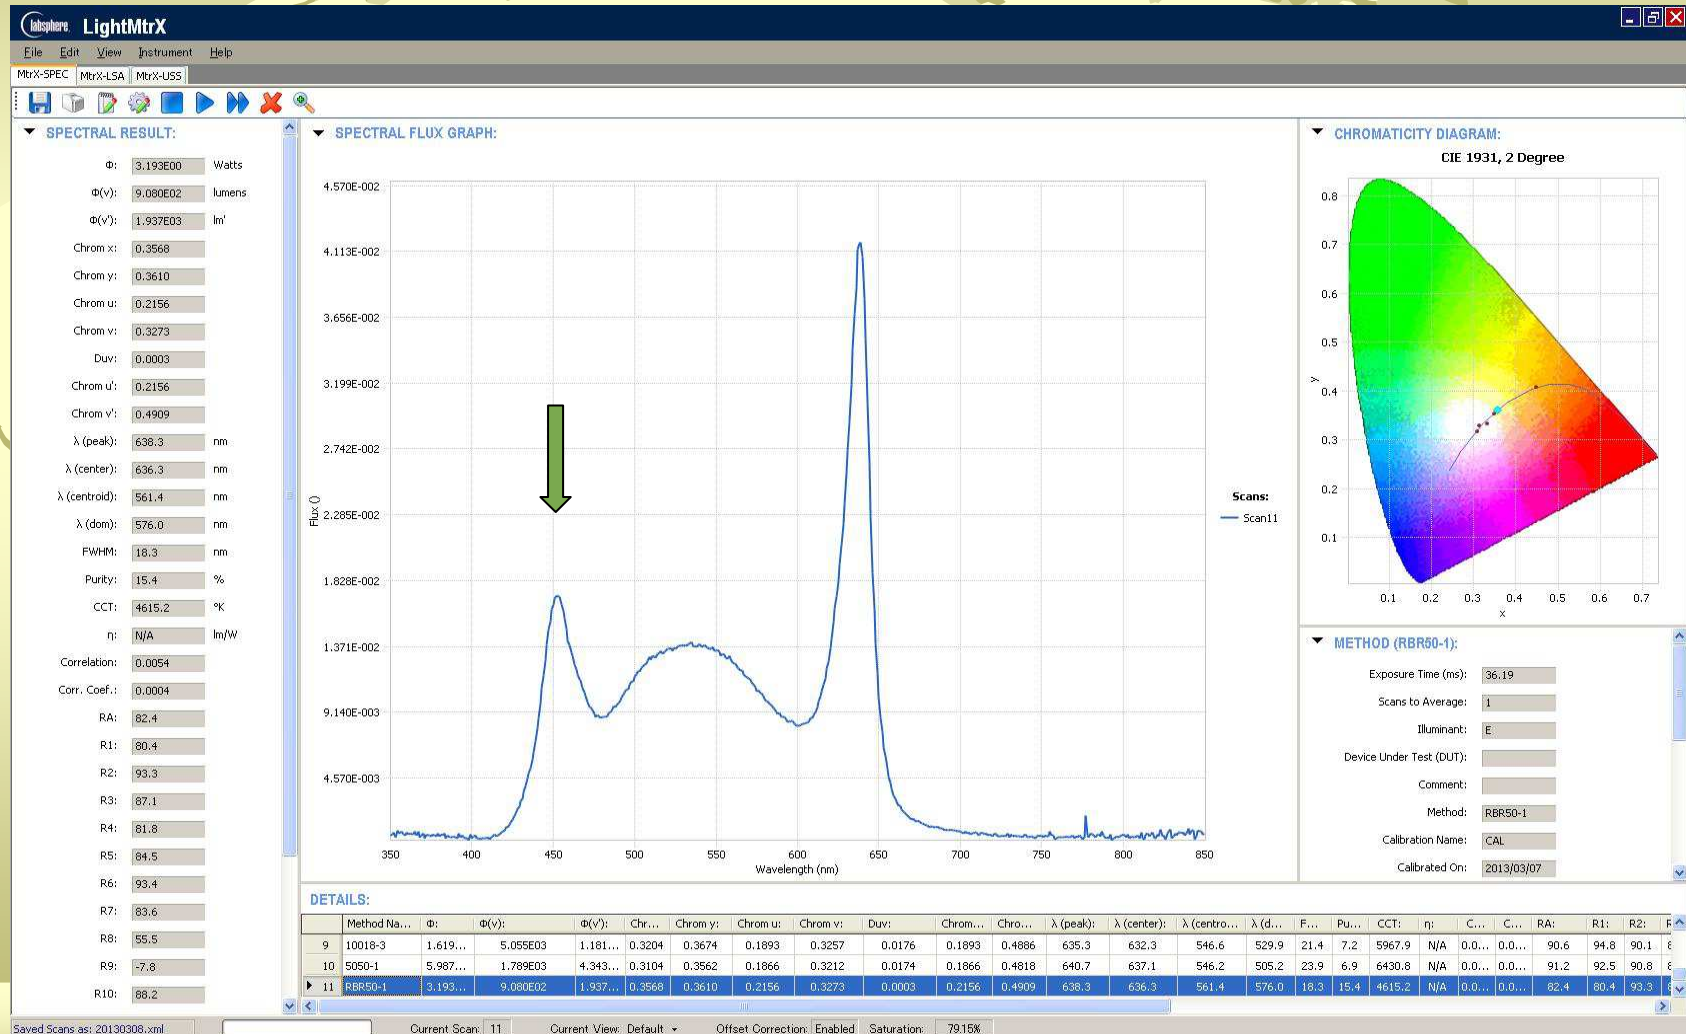 labsphere LightMtrX
File Edit View Instrument Help
MtrX-SPEC MtrX-LSA MtrX-USS
SPECTRAL RESULT:
Φ: 3.193E00 Watts
Φ(v): 9.080E02 lumens
Φ(v'): 1.937E03 lm'
Chrom x: 0.3568
Chrom y: 0.3610
Chrom u: 0.2156
Chrom v: 0.3273
Duv: 0.0003
Chrom u': 0.2156
Chrom v': 0.4909
λ (peak): 638.3 nm
λ (center): 636.3 nm
λ (centroid): 561.4 nm
λ (dom): 576.0 nm
FWHM: 18.3 nm
Purity: 15.4 %
CCT: 4615.2 °K
η: N/A lm/W
Correlation: 0.0054
Corr. Coef.: 0.0004
RA: 82.4
R1: 80.4
R2: 93.3
R3: 87.1
R4: 81.8
R5: 84.5
R6: 93.4
R7: 83.6
R8: 55.5
R9: -7.8
R10: 88.2
SPECTRAL FLUX GRAPH:
4.570E-002
4.113E-002
3.656E-002
3.199E-002
2.742E-002
2.285E-002
1.828E-002
1.371E-002
9.140E-003
4.570E-003
Flux ()
350 400 450 500 550 600 650 700 750 800 850
Wavelength (nm)
Scans:
Scan11
CHROMATICITY DIAGRAM:
CIE 1931, 2 Degree
0.8
0.7
0.6
0.5
0.4
0.3
0.2
0.1
y
0.1 0.2 0.3 0.4 0.5 0.6 0.7
x
METHOD (RBR50-1):
Exposure Time (ms): 36.19
Scans to Average: 1
Illuminant: E
Device Under Test (DUT):
Comment:
Method: RBR50-1
Calibration Name: CAL
Calibrated On: 2013/03/07
DETAILS:
Method Na... Φ: Φ(v): Φ(v'): Chr... Chrom y: Chrom u: Chrom v: Duv: Chrom... Chro... λ (peak): λ (center): λ (centro... λ (d... F... Pu... CCT: η: C... C... RA: R1: R2:
9 10018-3 1.619... 5.055E03 1.181... 0.3204 0.3674 0.1893 0.3257 0.0176 0.1893 0.4886 635.3 632.3 546.6 529.9 21.4 7.2 5967.9 N/A 0.0... 0.0... 90.6 94.8 90.1
10 5050-1 5.987... 1.789E03 4.343... 0.3104 0.3562 0.1866 0.3212 0.0174 0.1866 0.4818 640.7 637.1 546.2 505.2 23.9 6.9 6430.8 N/A 0.0... 0.0... 91.2 92.5 90.8
11 RBR50-1 3.193... 9.080E02 1.937... 0.3568 0.3610 0.2156 0.3273 0.0003 0.2156 0.4909 638.3 636.3 561.4 576.0 18.3 15.4 4615.2 N/A 0.0... 0.0... 82.4 80.4 93.3
Saved Scans as: 20130308.xml Current Scan: 11 Current View: Default Offset Correction: Enabled Saturation: 79.15%